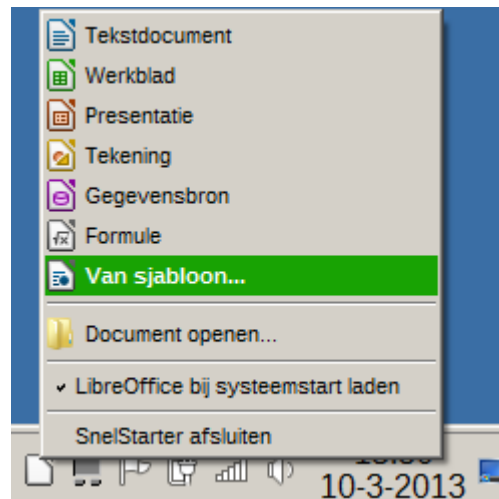 Tekstdocument
Werkblad
Presentatie
Tekening
Gegevensbron
Formule
Van sjabloon...
Document openen...
LibreOffice bij systeemstart laden
SnelStarter afsluiten
10-3-2013